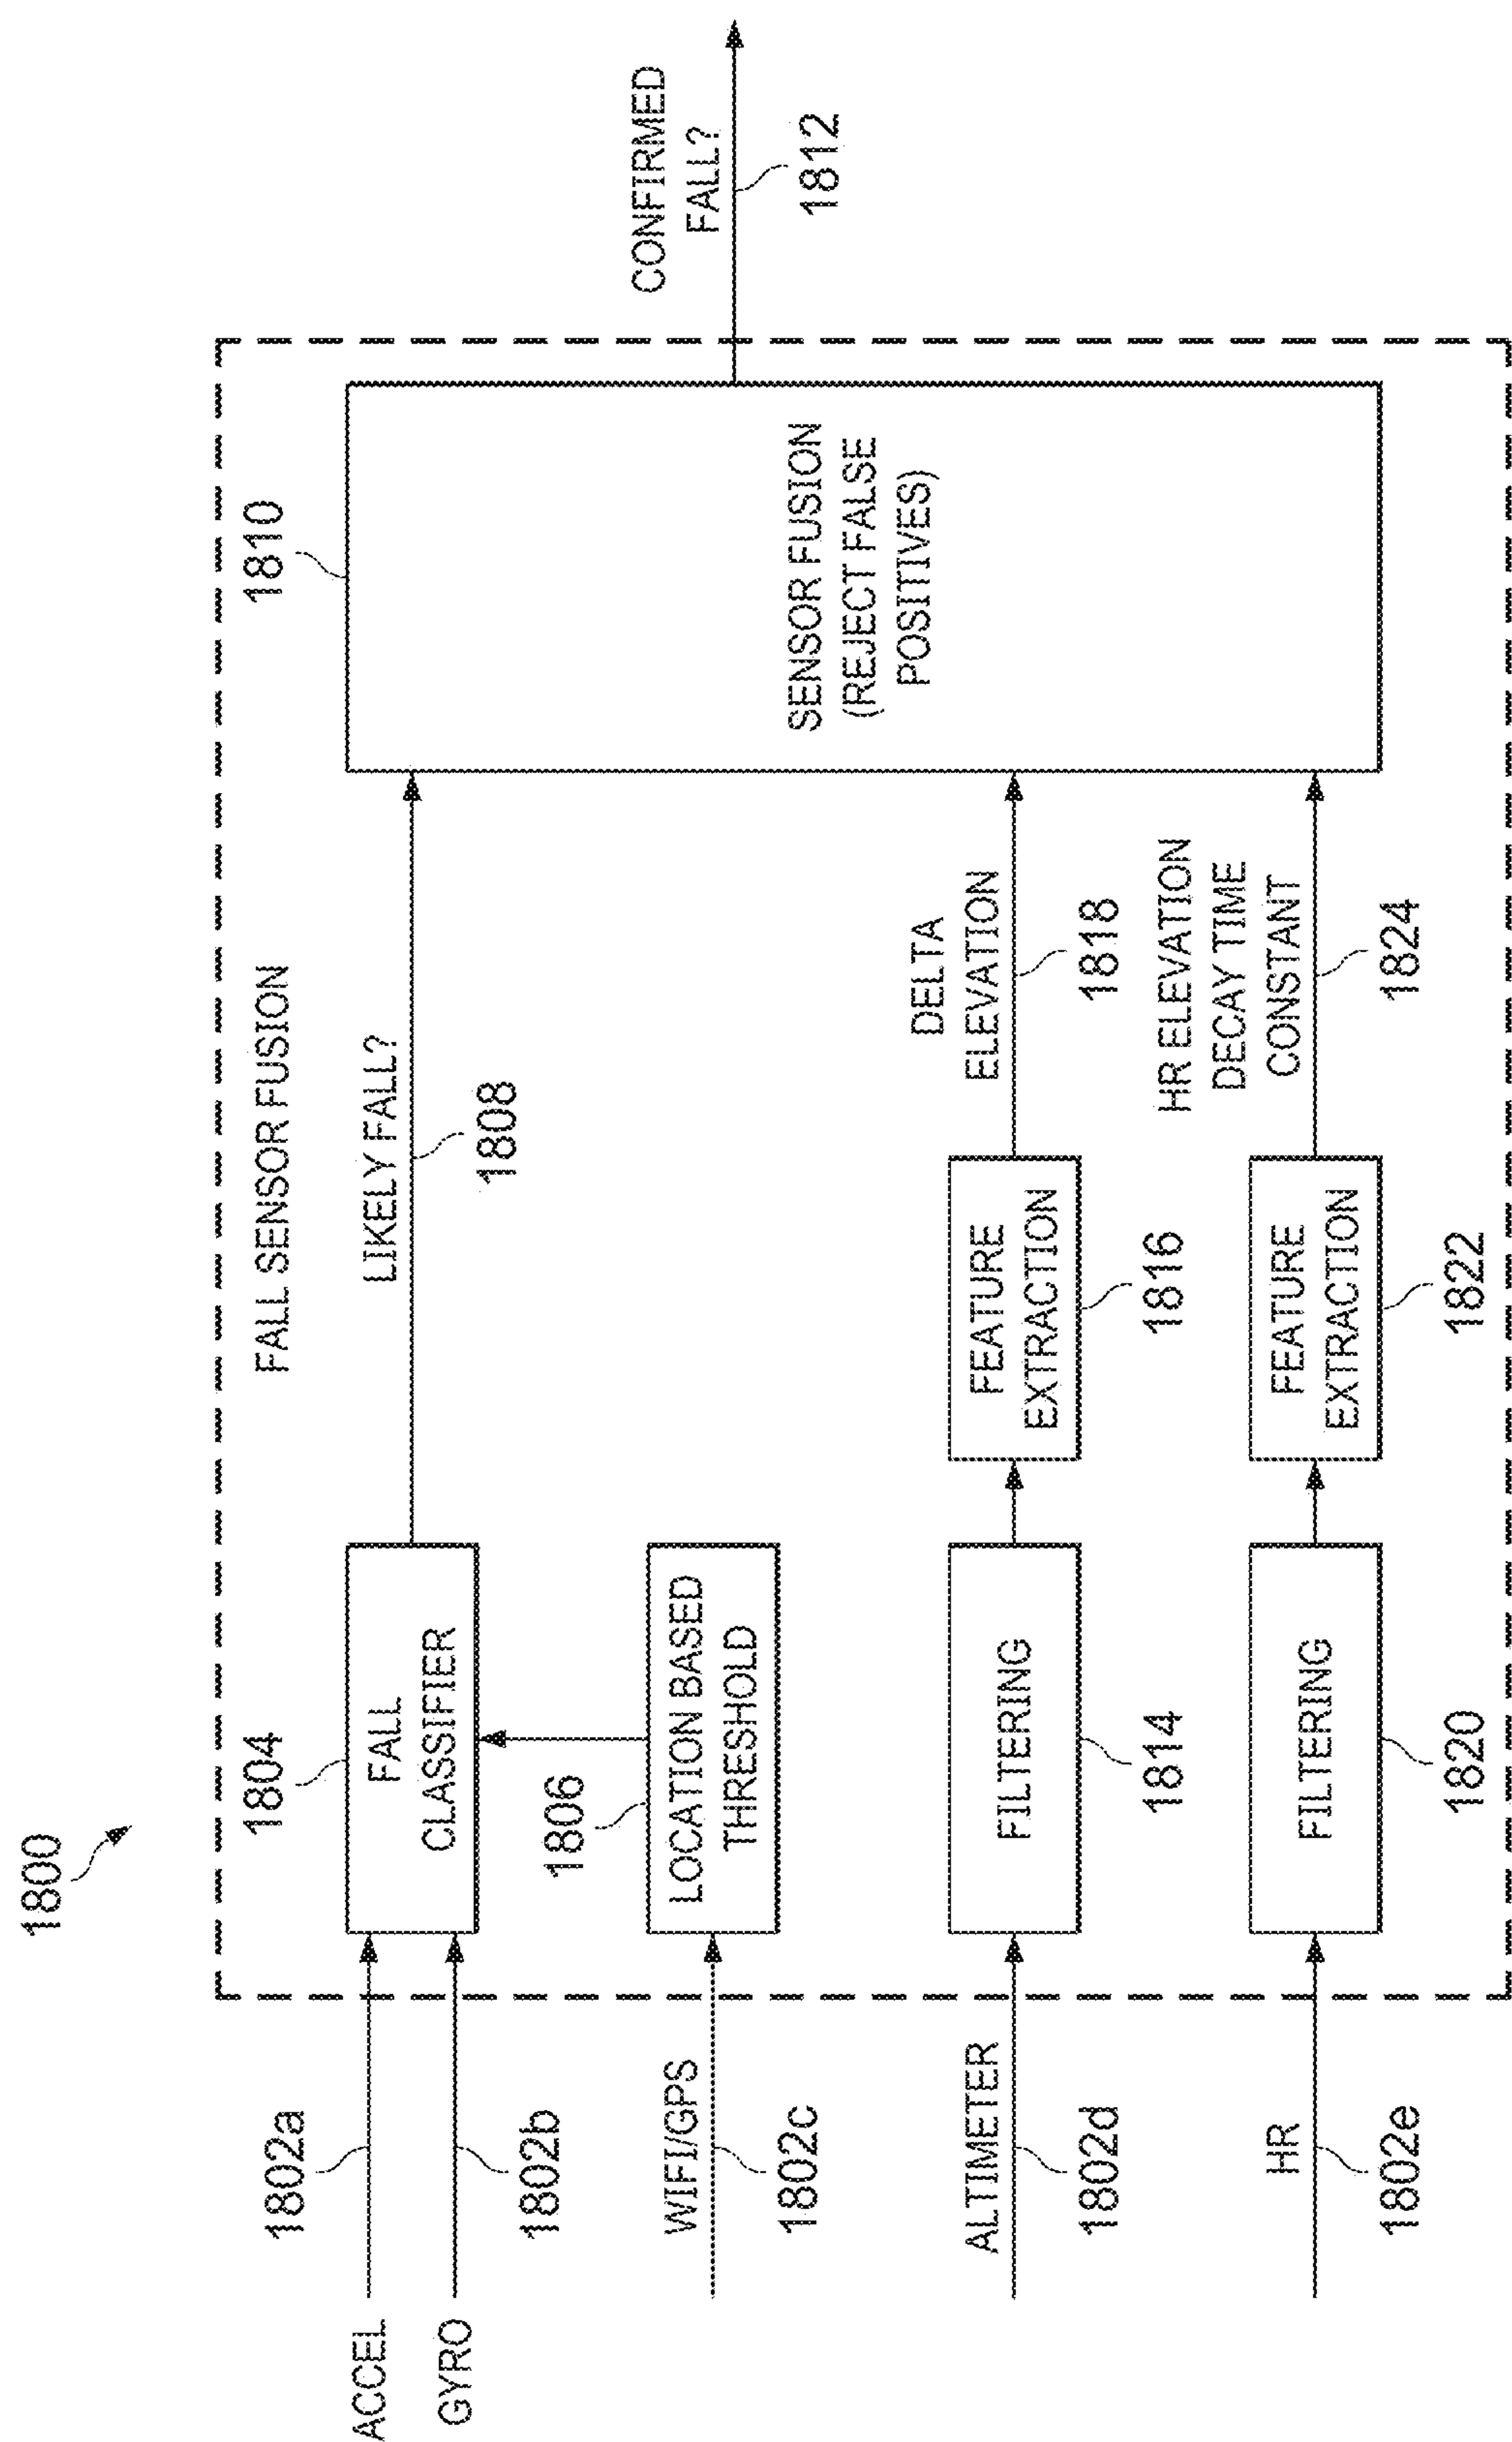 1800
FALL SENSOR FUSION
ACCEL
1802a
GYRO
1802b
1804
FALL
CLASSIFIER
LIKELY FALL?
1808
1810
SENSOR FUSION
(REJECT FALSE
POSITIVES)
CONFIRMED
FALL?
1812
WIFI/GPS
1802c
1806
LOCATION BASED
THRESHOLD
ALTIMETER
1802d
FILTERING
1814
FEATURE
EXTRACTION
1816
DELTA
ELEVATION
1818
HR
1802e
FILTERING
1820
FEATURE
EXTRACTION
1822
HR ELEVATION
DECAY TIME
CONSTANT
1824